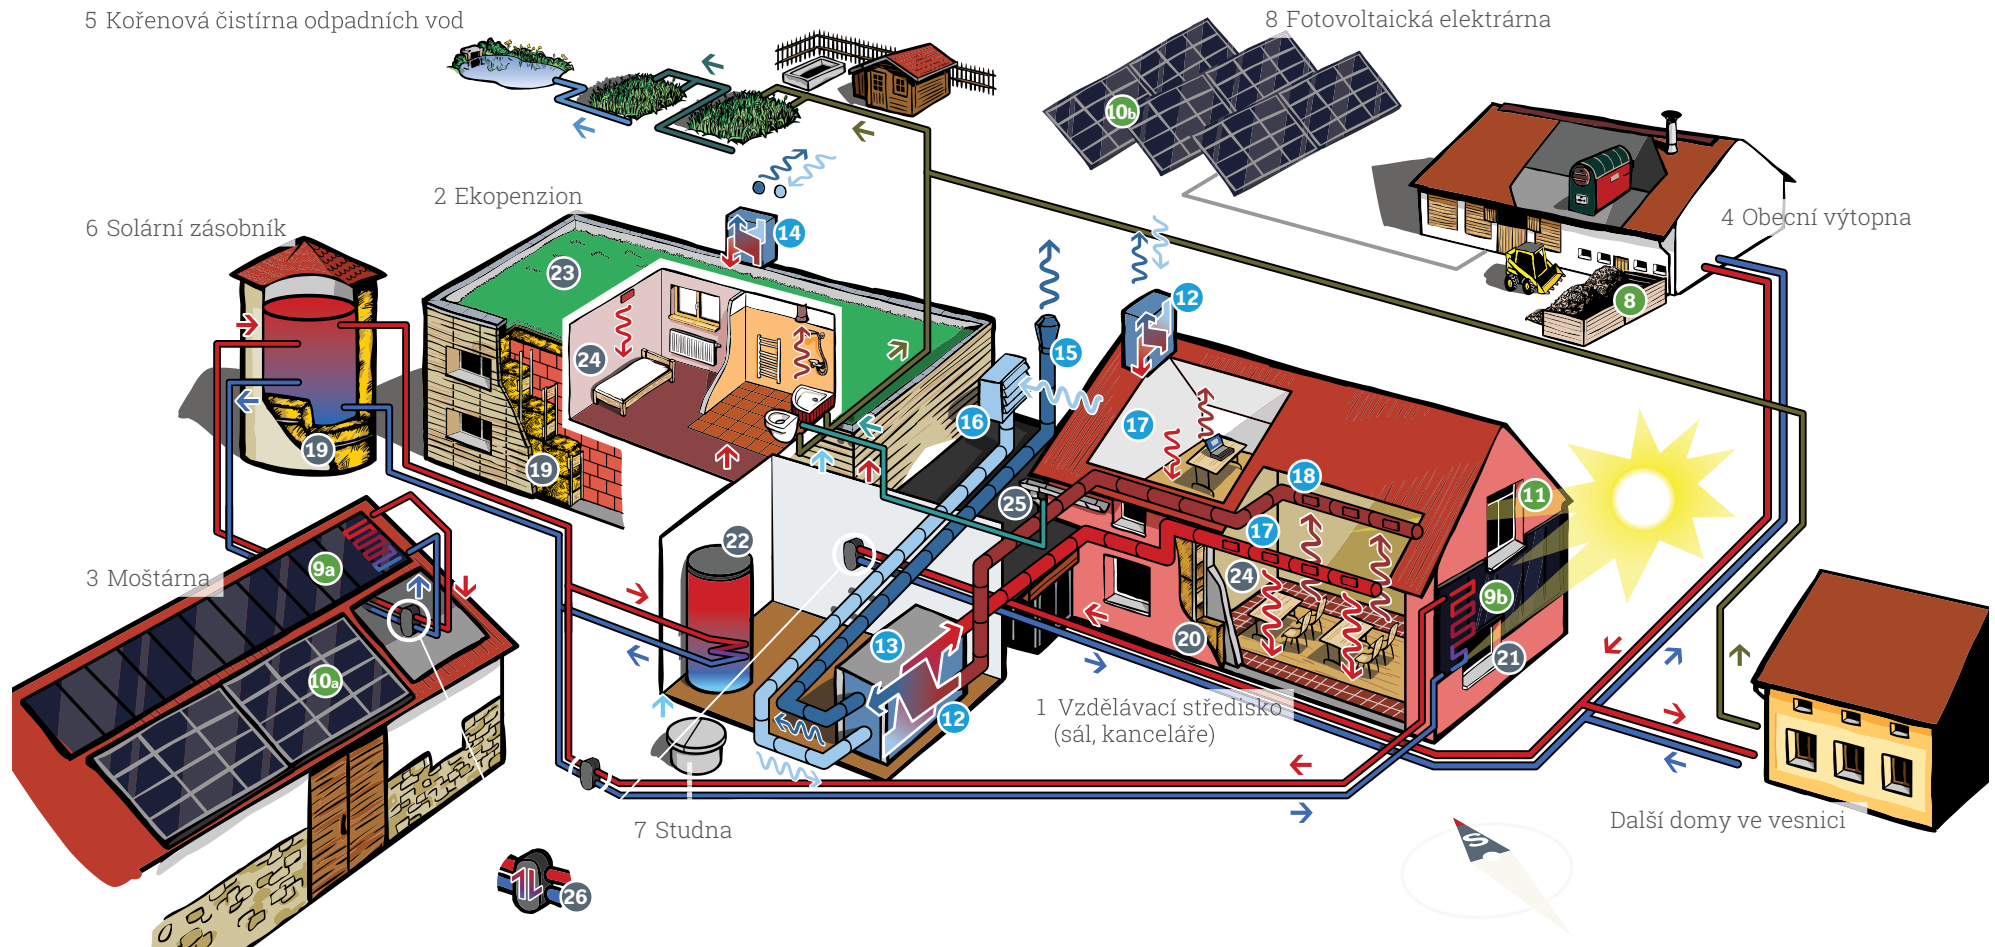 5 Kořenová čistírna odpadních vod
8 Fotovoltaická elektrárna
10b
2 Ekopenzion
6 Solární zásobník
14
4 Obecní výtopna
23
12
8
24
15
16
17
19
19
18
11
25
17
22
3 Moštárna
9a
24
9b
20
13
21
10a
12
1 Vzdělávací středisko
(sál, kanceláře)
7 Studna
Další domy ve vesnici
S
26